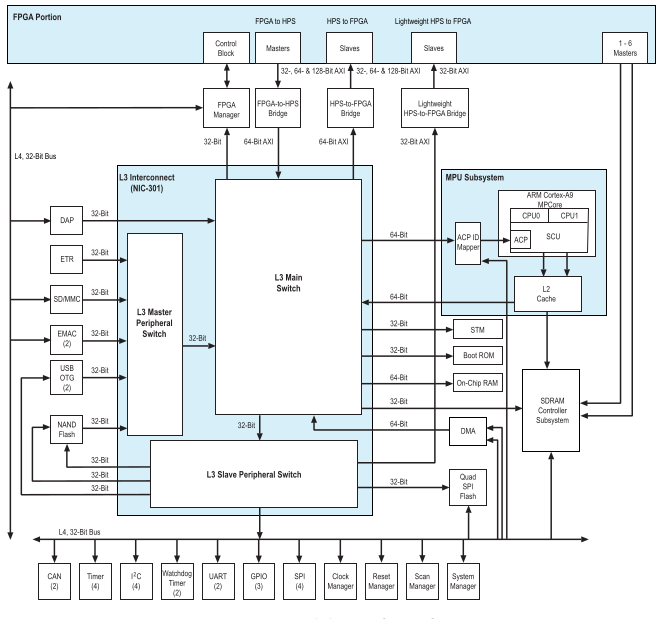 FPGA Portion
FPGA to HPS
HPS to FPGA
Lightweight HPS to FPGA
Control
Block
Masters
Slaves
Slaves
1 - 6
Masters
32-, 64- & 128-Bit AXI
32-, 64- & 128-Bit AXI
32-Bit AXI
FPGA
Manager
FPGA-to-HPS
Bridge
HPS-to-FPGA
Bridge
Lightweight
HPS-to-FPGA Bridge
32-Bit
64-Bit AXI
64-Bit AXI
32-Bit AXI
L4, 32-Bit Bus
L3 Interconnect
(NIC-301)
MPU Subsystem
ARM Cortex-A9
MPCore
CPU0
CPU1
ACP
SCU
ACP ID
Mapper
L2
Cache
DAP
32-Bit
ETR
32-Bit
SD/MMC
32-Bit
EMAC
(2)
32-Bit
USB
OTG
(2)
32-Bit
NAND
Flash
32-Bit
L3 Master
Peripheral
Switch
32-Bit
L3 Main
Switch
64-Bit
64-Bit
32-Bit
STM
32-Bit
Boot ROM
64-Bit
On-Chip RAM
32-Bit
SDRAM
Controller
Subsystem
64-Bit
DMA
32-Bit
32-Bit
32-Bit
32-Bit
L3 Slave Peripheral Switch
32-Bit
Quad
SPI
Flash
L4, 32-Bit Bus
CAN
(2)
Timer
(4)
I2C
(4)
Watchdog
Timer
(2)
UART
(2)
GPIO
(3)
SPI
(4)
Clock
Manager
Reset
Manager
Scan
Manager
System
Manager